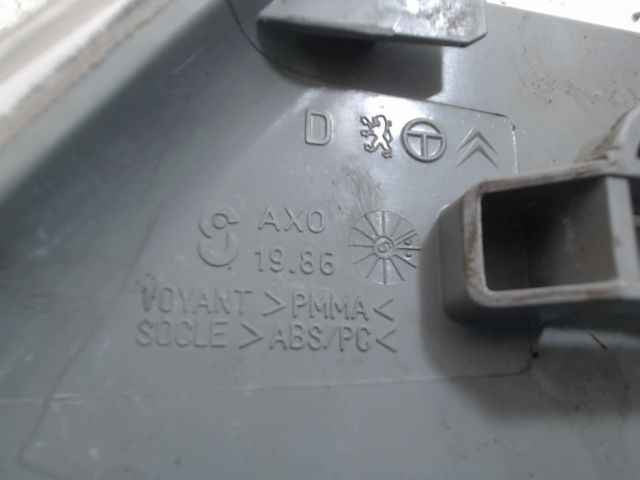 D
AXO
19.86
VOYANT >PMMA<
SOCLE >ABS/PC<